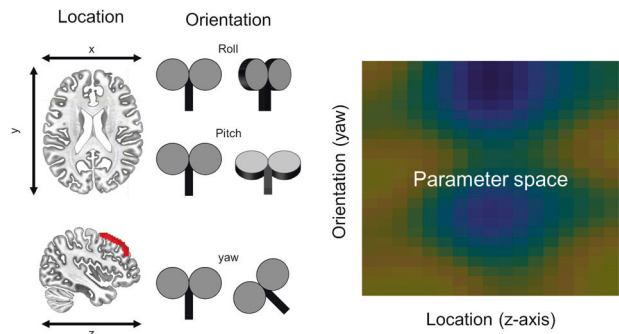 Location
Orientation
x
Roll
y
Pitch
yaw
z
Orientation (yaw)
Parameter space
Location (z-axis)